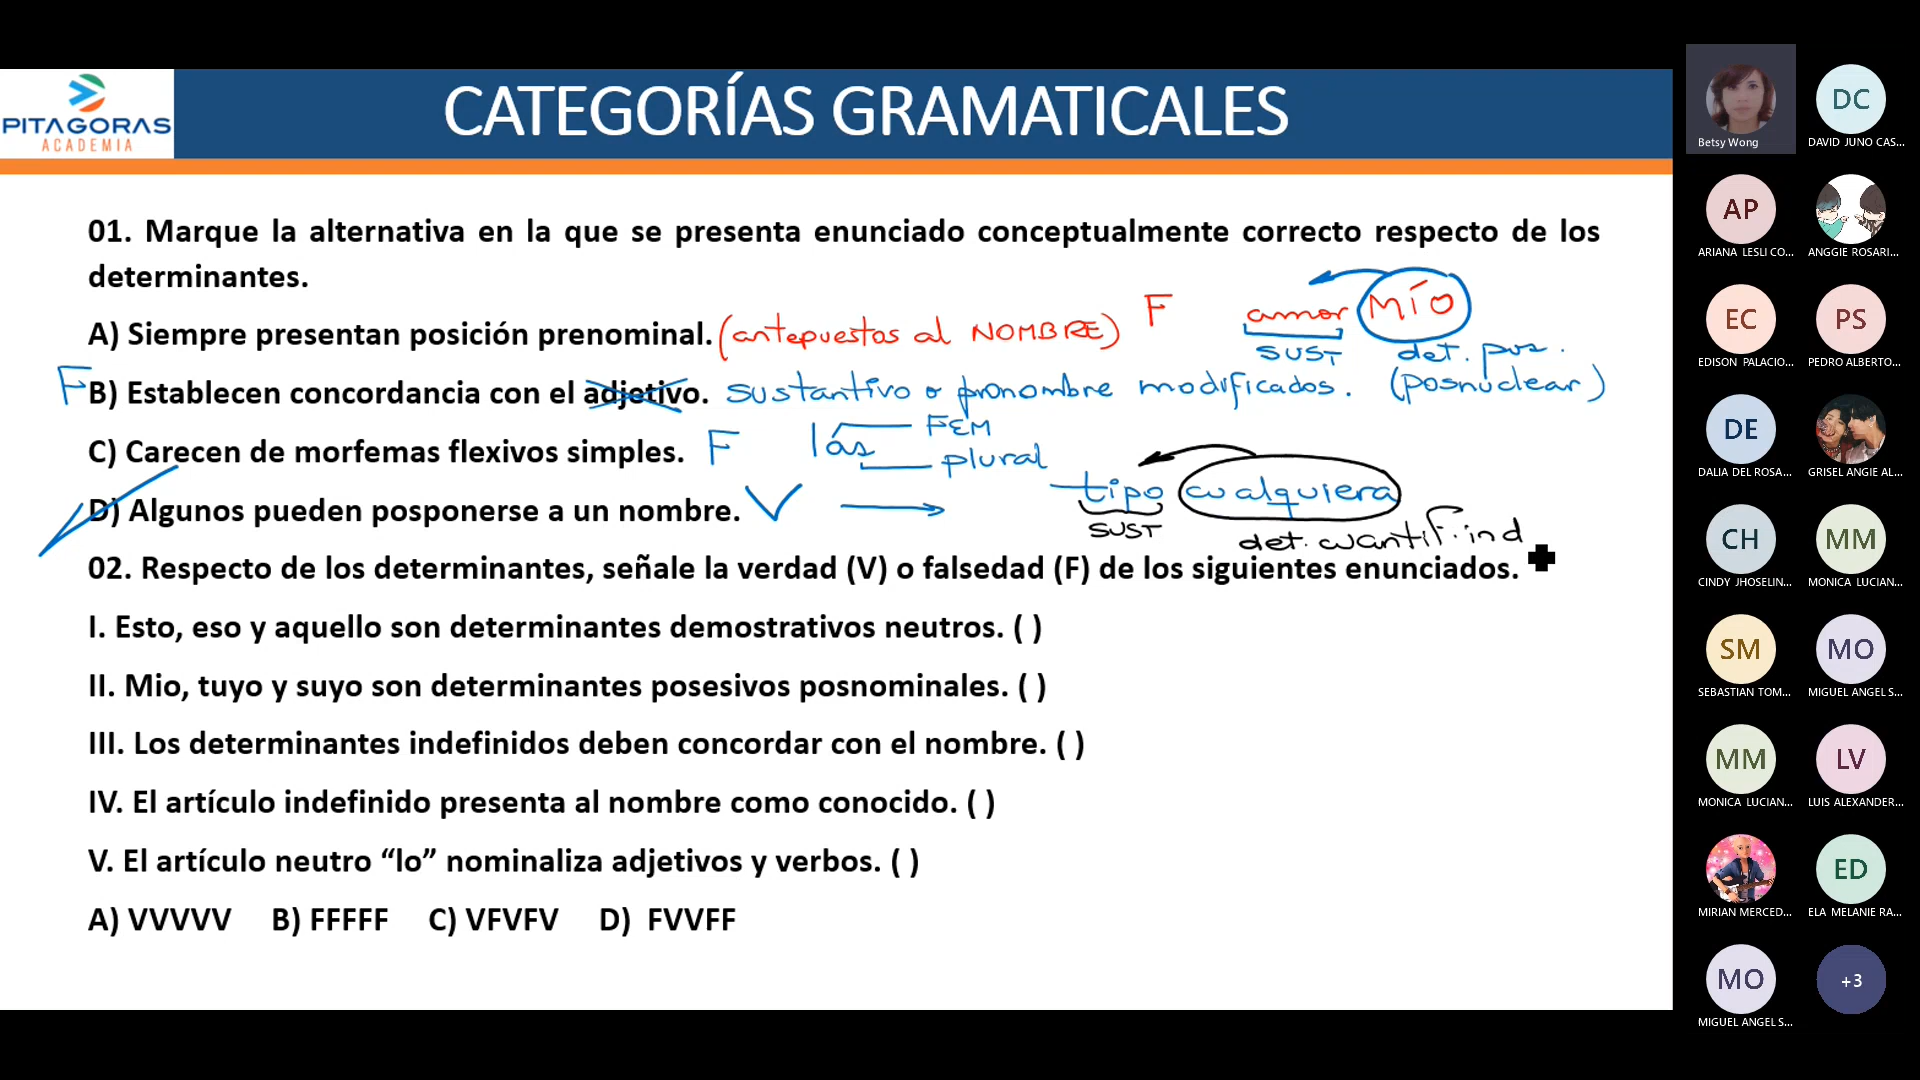 PITAGORAS
ACADEMIA
CATEGORÍAS GRAMATICALES
01. Marque la alternativa en la que se presenta enunciado conceptualmente correcto respecto de los
determinantes.
A) Siempre presentan posición prenominal. (antepuestos al NOMBRE) F amor MÍO
SUST det. pos.
F B) Establecen concordancia con el adjetivo. sustantivo o pronombre modificados. (posnuclear)
C) Carecen de morfemas flexivos simples. F las FEM
plural
D) Algunos pueden posponerse a un nombre. V tipo cualquiera
SUST det. cuantif. ind
02. Respecto de los determinantes, señale la verdad (V) o falsedad (F) de los siguientes enunciados.
I. Esto, eso y aquello son determinantes demostrativos neutros. ( )
II. Mio, tuyo y suyo son determinantes posesivos posnominales. ( )
III. Los determinantes indefinidos deben concordar con el nombre. ( )
IV. El artículo indefinido presenta al nombre como conocido. ( )
V. El artículo neutro “lo” nominaliza adjetivos y verbos. ( )
A) VVVVV B) FFFFF C) VFVFV D) FVVFF
Betsy Wong
DC
DAVID JUNO CAS...
AP
ARIANA LESLI CO...
ANGGIE ROSARI...
EC
EDISON PALACIO...
PS
PEDRO ALBERTO...
DE
DALIA DEL ROSA...
GRISEL ANGIE AL...
CH
CINDY JHOSELIN...
MM
MONICA LUCIAN...
SM
SEBASTIAN TOM...
MO
MIGUEL ANGEL S...
MM
MONICA LUCIAN...
LV
LUIS ALEXANDER...
MIRIAN MERCED...
ED
ELA MELANIE RA...
MO
MIGUEL ANGEL S...
+3